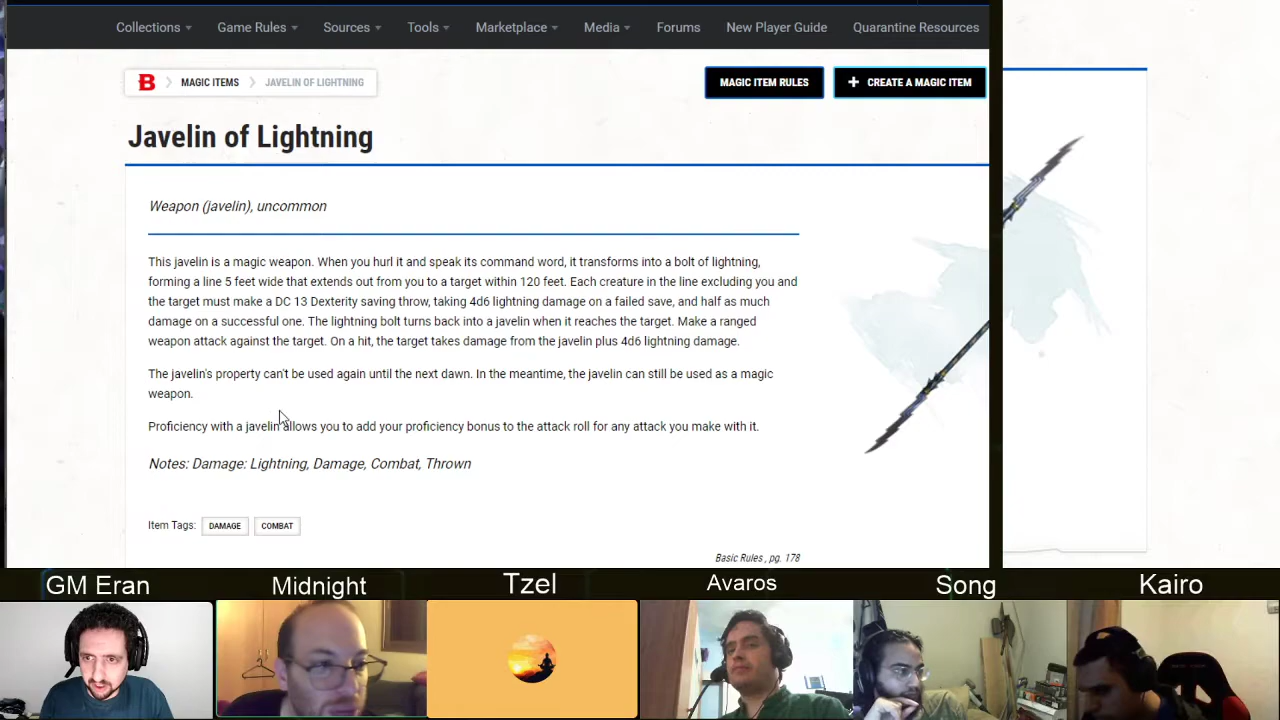 Collections Game Rules Sources Tools Marketplace Media Forums New Player Guide Quarantine Resources
B MAGIC ITEMS JAVELIN OF LIGHTNING MAGIC ITEM RULES + CREATE A MAGIC ITEM
Javelin of Lightning
Weapon (javelin), uncommon
This javelin is a magic weapon. When you hurl it and speak its command word, it transforms into a bolt of lightning,
forming a line 5 feet wide that extends out from you to a target within 120 feet. Each creature in the line excluding you and
the target must make a DC 13 Dexterity saving throw, taking 4d6 lightning damage on a failed save, and half as much
damage on a successful one. The lightning bolt turns back into a javelin when it reaches the target. Make a ranged
weapon attack against the target. On a hit, the target takes damage from the javelin plus 4d6 lightning damage.
The javelin's property can't be used again until the next dawn. In the meantime, the javelin can still be used as a magic
weapon.
Proficiency with a javelin allows you to add your proficiency bonus to the attack roll for any attack you make with it.
Notes: Damage: Lightning, Damage, Combat, Thrown
Item Tags: DAMAGE COMBAT
Basic Rules , pg. 178
GM Eran Midnight Tzel Avaros Song Kairo